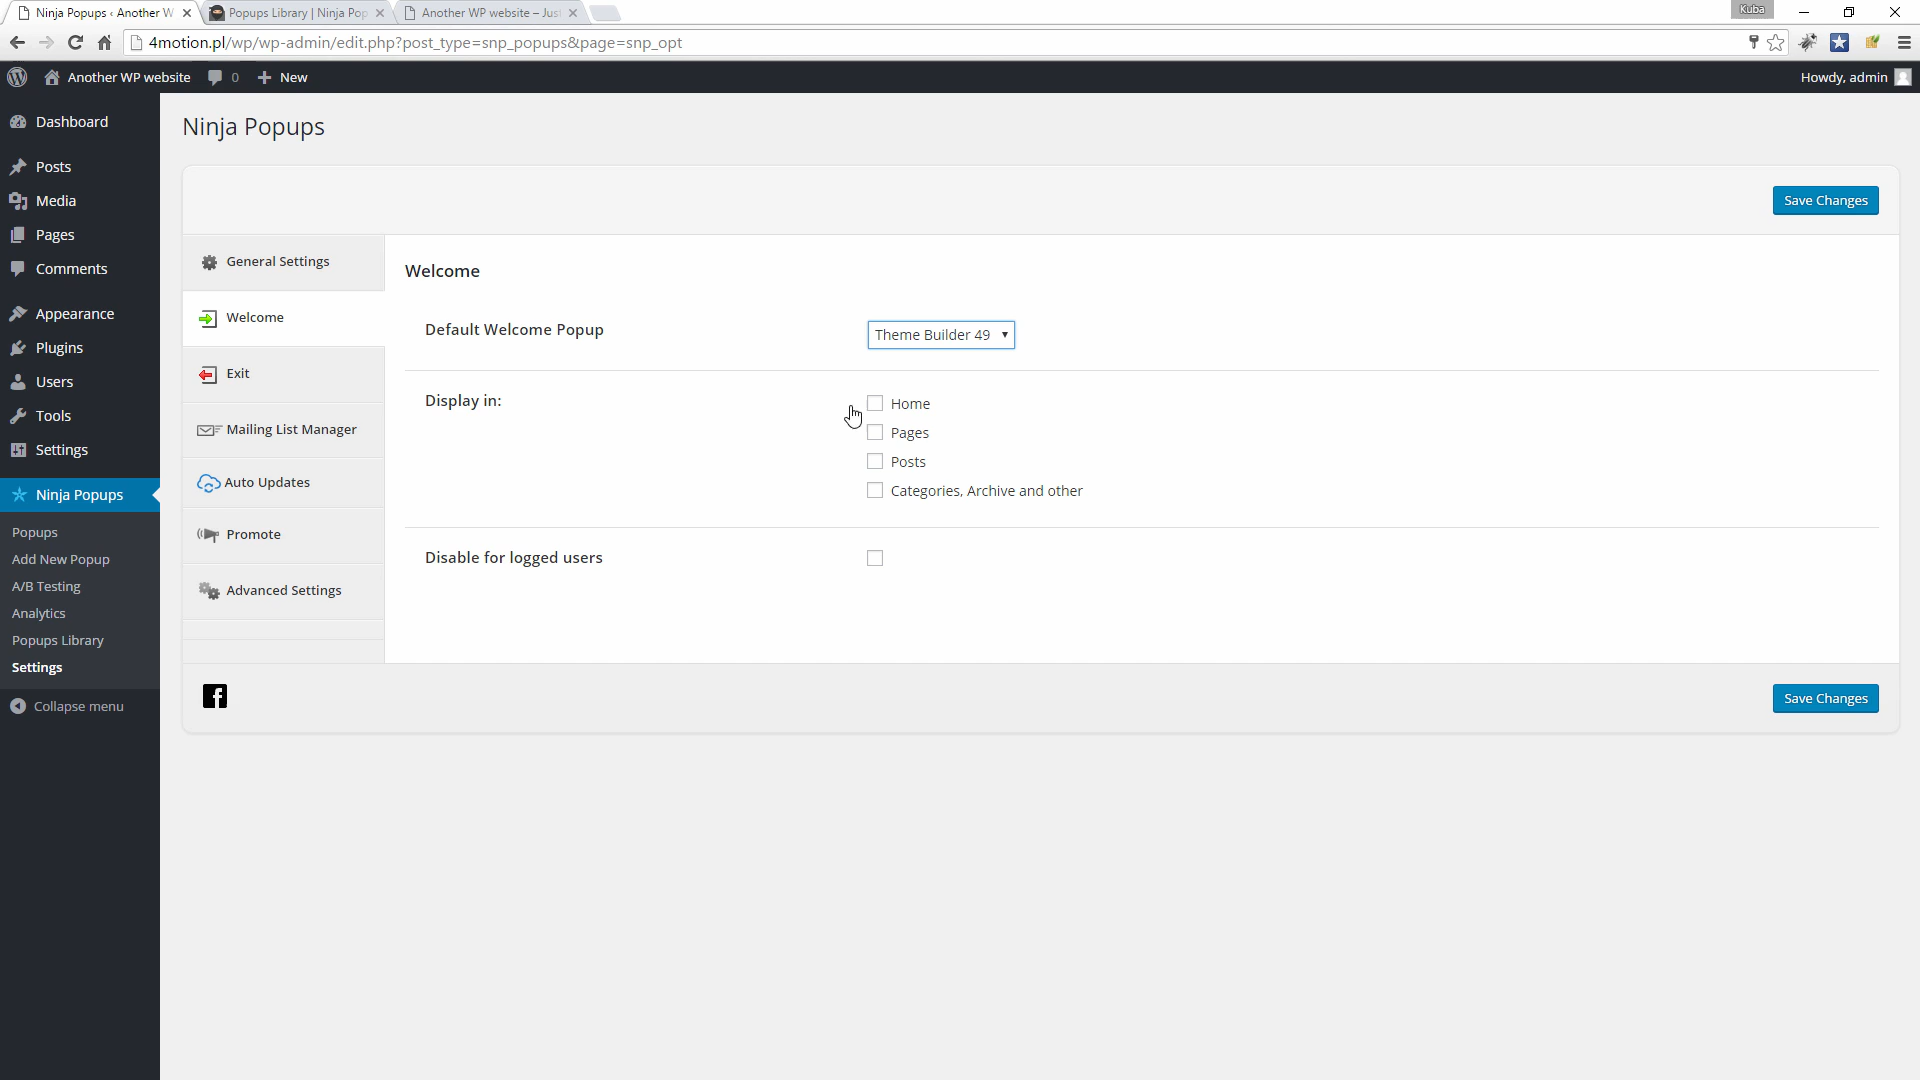 Ninja Popups ‹ Another W
Popups Library | Ninja Pop
Another WP website – Jus
Kuba
4motion.pl/wp/wp-admin/edit.php?post_type=snp_popups&page=snp_opt
Another WP website
0
New
Howdy, admin
Dashboard
Posts
Media
Pages
Comments
Appearance
Plugins
Users
Tools
Settings
Ninja Popups
Popups
Add New Popup
A/B Testing
Analytics
Popups Library
Settings
Collapse menu
Ninja Popups
Save Changes
General Settings
Welcome
Exit
Mailing List Manager
Auto Updates
Promote
Advanced Settings
Welcome
Default Welcome Popup
Theme Builder 49
Display in:
Home
Pages
Posts
Categories, Archive and other
Disable for logged users
Save Changes